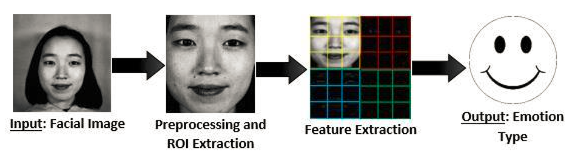 Input: Facial Image
Preprocessing and
ROI Extraction
Feature Extraction
Output: Emotion
Type